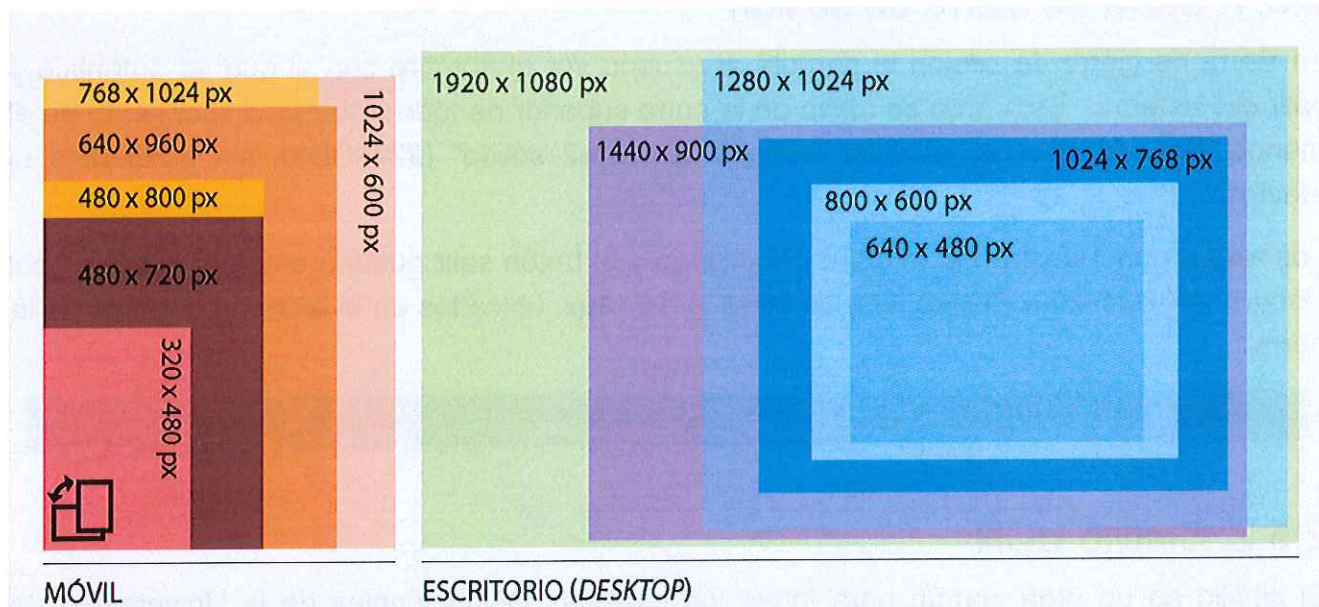 768 x 1024 px
640 x 960 px
480 x 800 px
480 x 720 px
320 x 480 px
1024 x 600 px
MÓVIL
1920 x 1080 px
1280 x 1024 px
1440 x 900 px
1024 x 768 px
800 x 600 px
640 x 480 px
ESCRITORIO (DESKTOP)